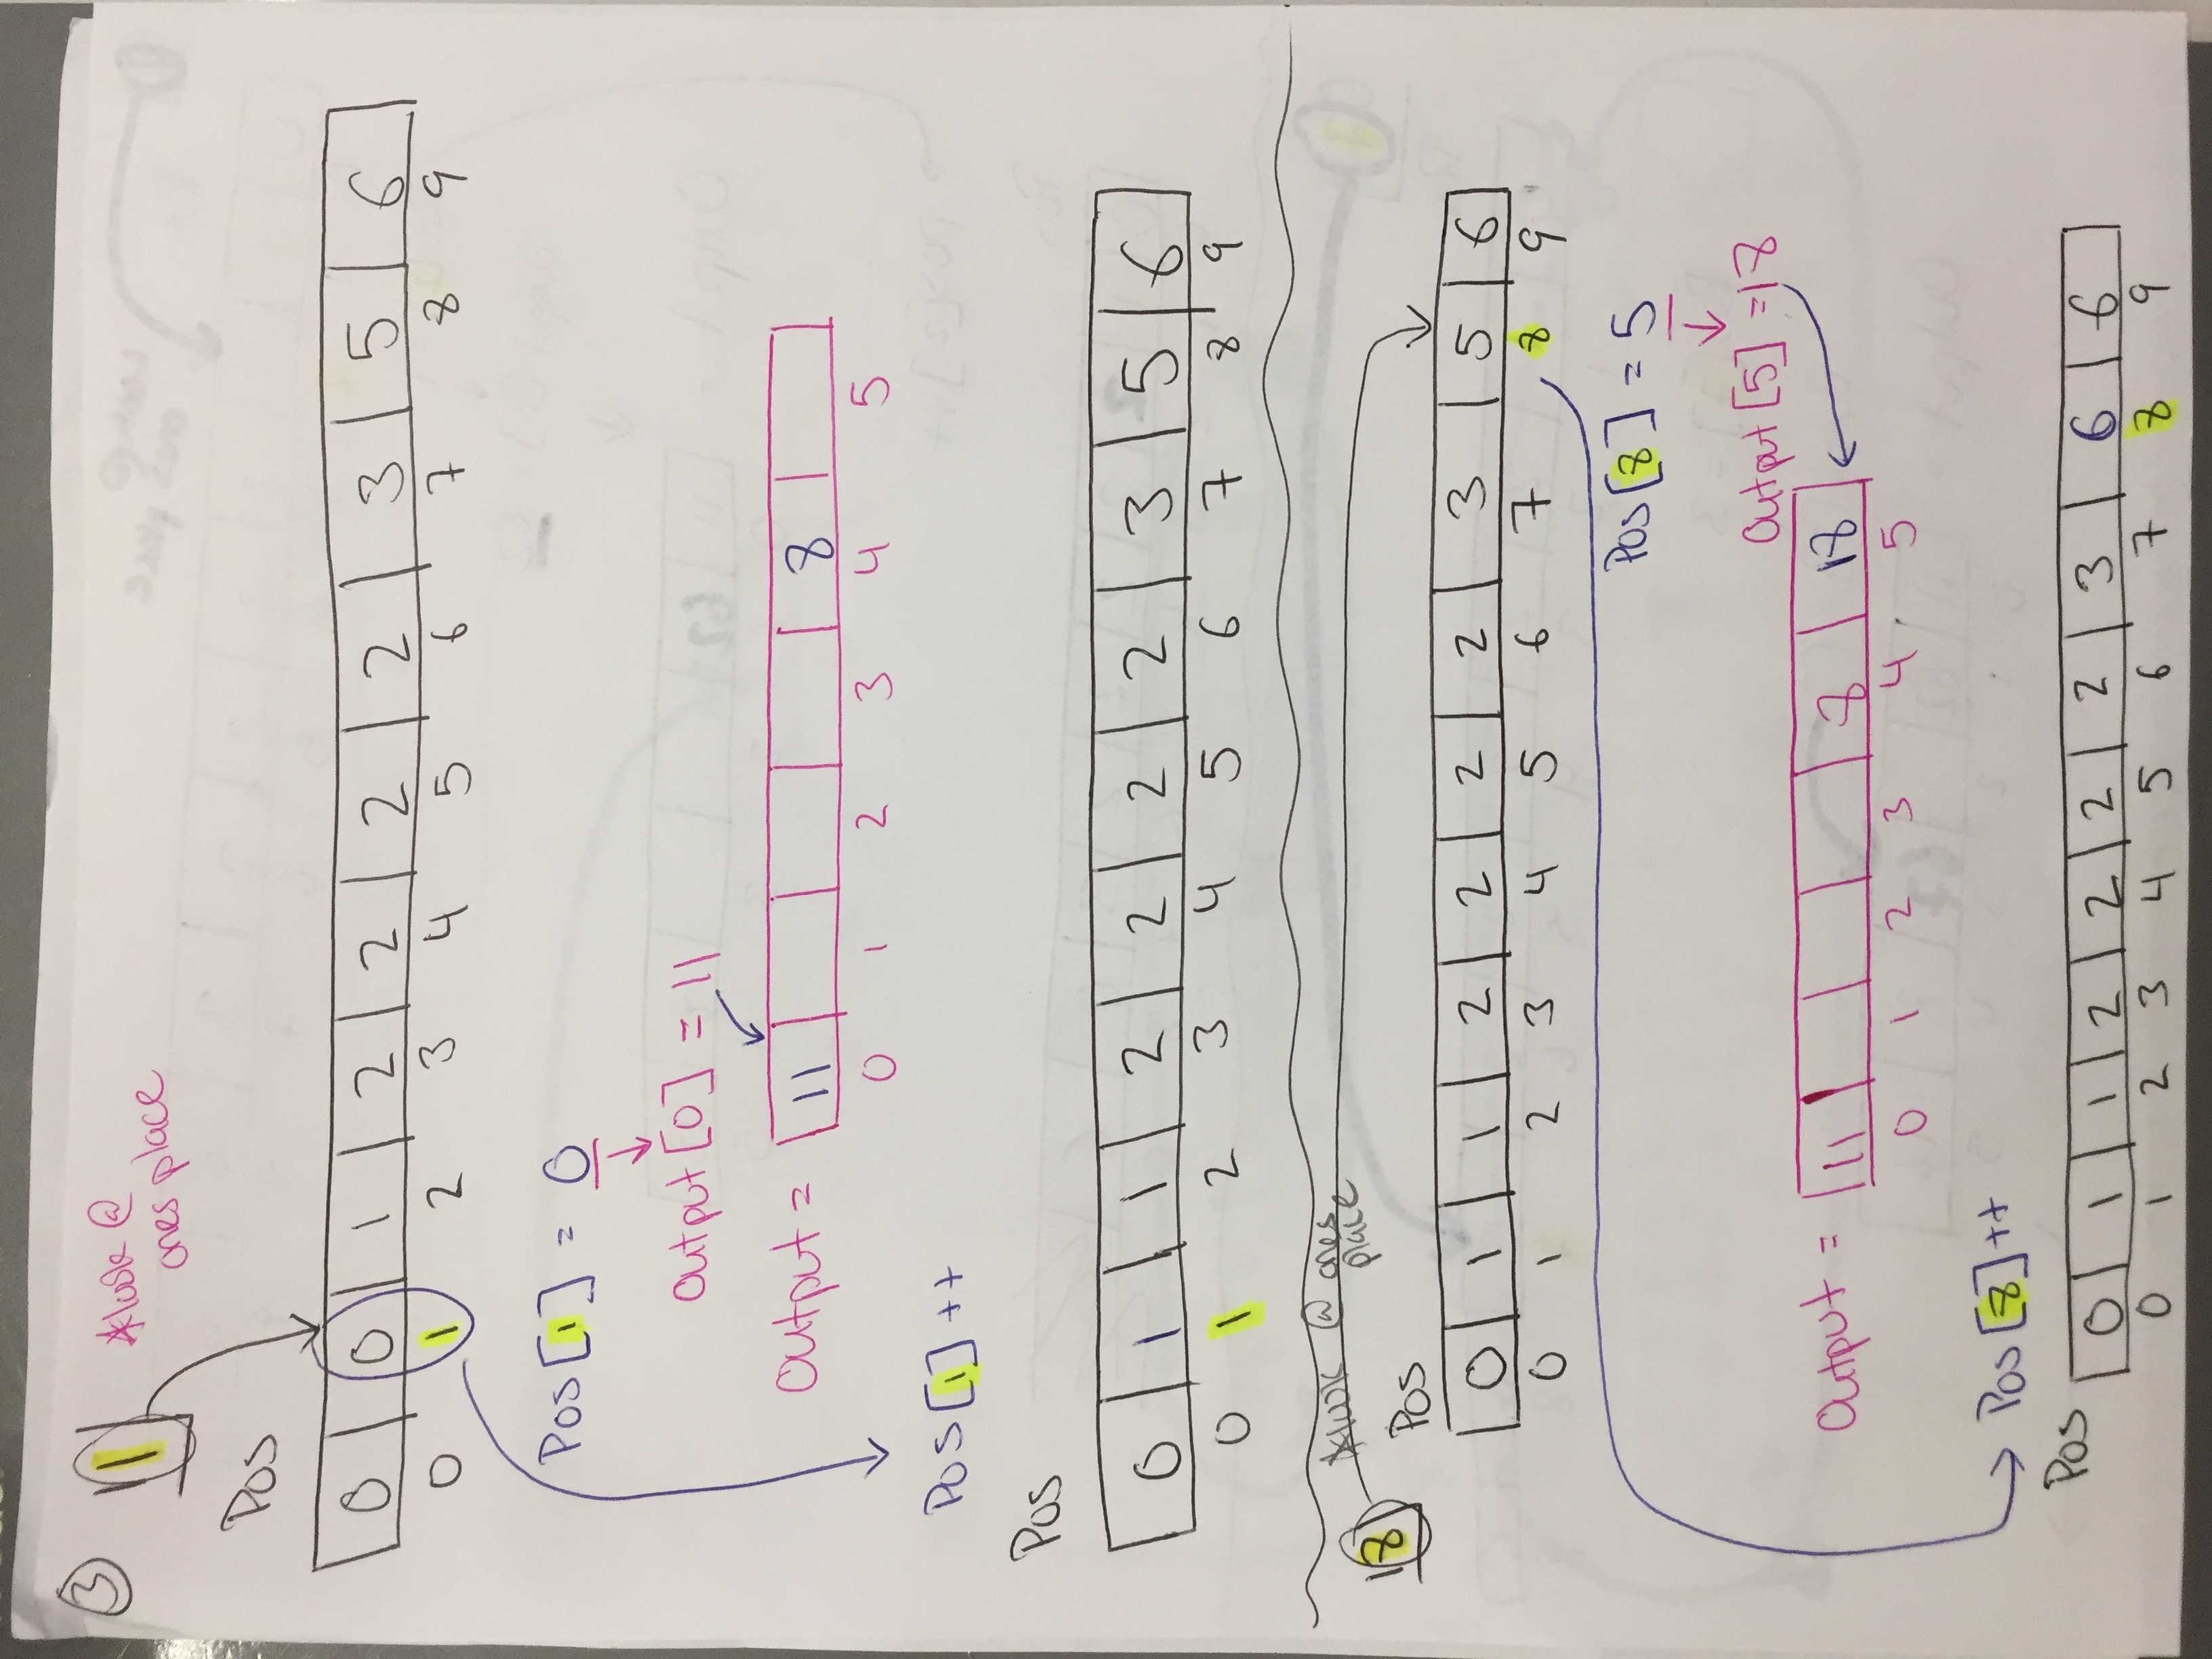 3
11
*look @
ones place
Pos
0 0 1 2 2 2 2 3 5 6
0 1 2 3 4 5 6 7 8 9
Pos[1] = 0
Output[0] = 11
Output = 11 8
0 1 2 3 4 5
Pos[1]++
Pos
0 1 1 2 2 2 2 3 5 6
0 1 2 3 4 5 6 7 8 9
*look @ ones
place
18
Pos
0 1 1 2 2 2 2 3 5 6
0 1 2 3 4 5 6 7 8 9
Pos[8] = 5
Output[5] = 18
Output = 11 8 18
0 1 2 3 4 5
Pos[8]++
Pos
0 1 1 2 2 2 2 3 6 6
0 1 2 3 4 5 6 7 8 9